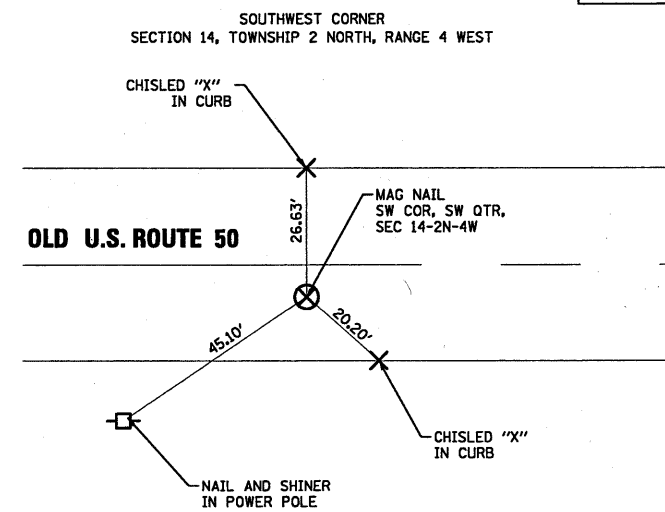 SOUTHWEST CORNER
SECTION 14, TOWNSHIP 2 NORTH, RANGE 4 WEST
CHISLED "X"
IN CURB
MAG NAIL
SW COR, SW QTR,
SEC 14-2N-4W
26.63'
OLD U.S. ROUTE 50
20.20'
45.10'
CHISLED "X"
IN CURB
NAIL AND SHINER
IN POWER POLE